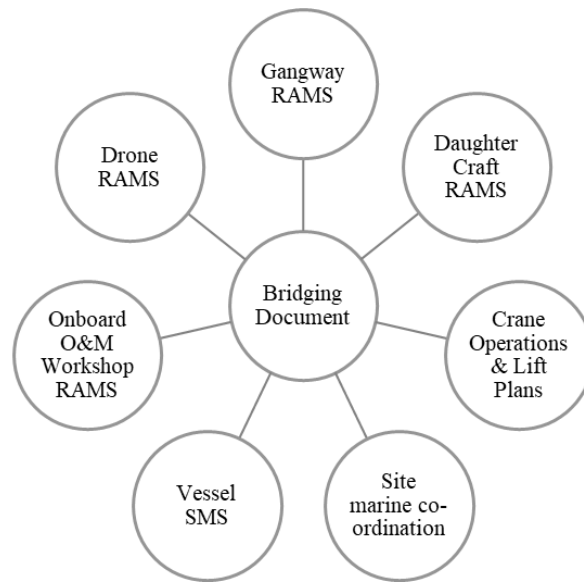 Gangway
RAMS
Drone
RAMS
Daughter
Craft
RAMS
Bridging
Document
Onboard
O&M
Workshop
RAMS
Crane
Operations
& Lift
Plans
Vessel
SMS
Site
marine co-
ordination